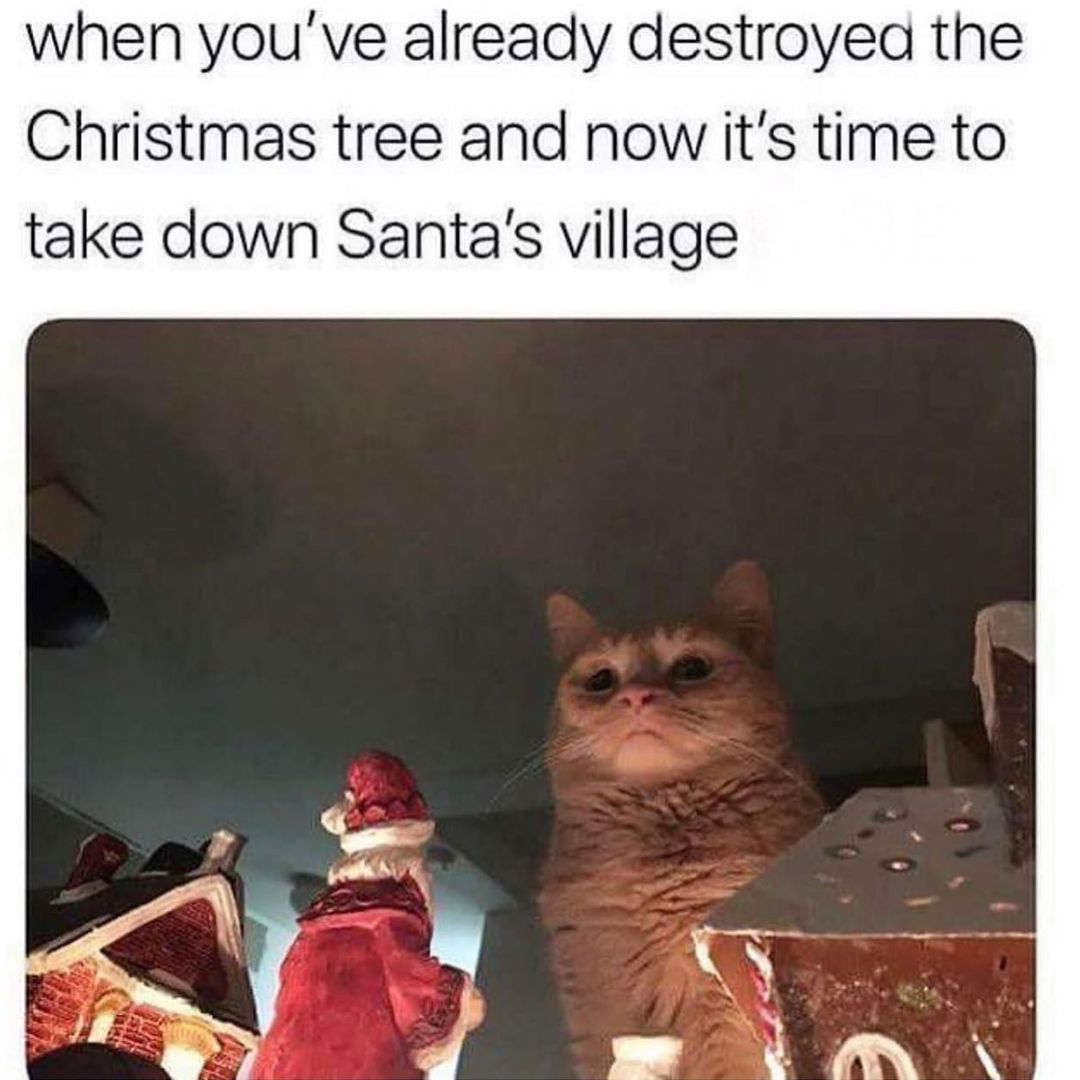 when you've already destroyed the
Christmas tree and now it's time to
take down Santa's village